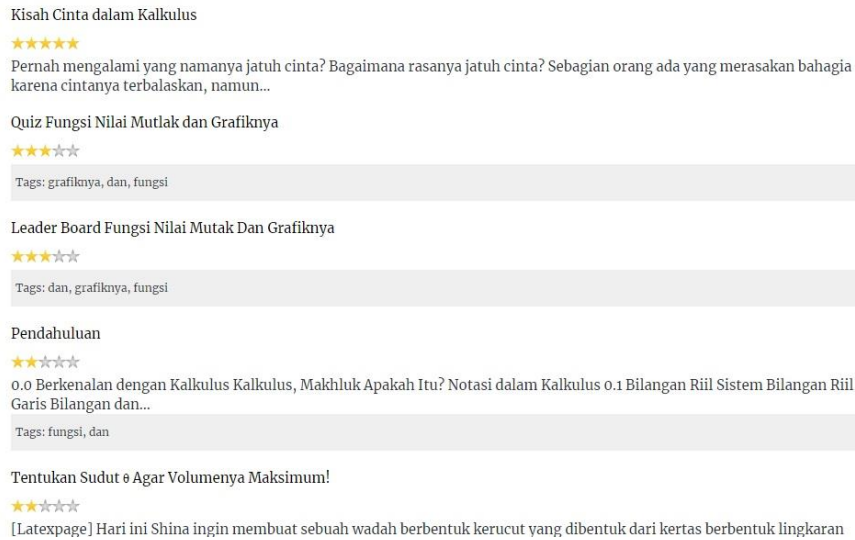 Kisah Cinta dalam Kalkulus
Pernah mengalami yang namanya jatuh cinta? Bagaimana rasanya jatuh cinta? Sebagian orang ada yang merasakan bahagia
karena cintanya terbalaskan, namun...
Quiz Fungsi Nilai Mutlak dan Grafiknya
Tags: grafiknya, dan, fungsi
Leader Board Fungsi Nilai Mutak Dan Grafiknya
Tags: dan, grafiknya, fungsi
Pendahuluan
0.0 Berkenalan dengan Kalkulus Kalkulus, Makhluk Apakah Itu? Notasi dalam Kalkulus 0.1 Bilangan Riil Sistem Bilangan Riil
Garis Bilangan dan...
Tags: fungsi, dan
Tentukan Sudut θ Agar Volumenya Maksimum!
[Latexpage] Hari ini Shina ingin membuat sebuah wadah berbentuk kerucut yang dibentuk dari kertas berbentuk lingkaran